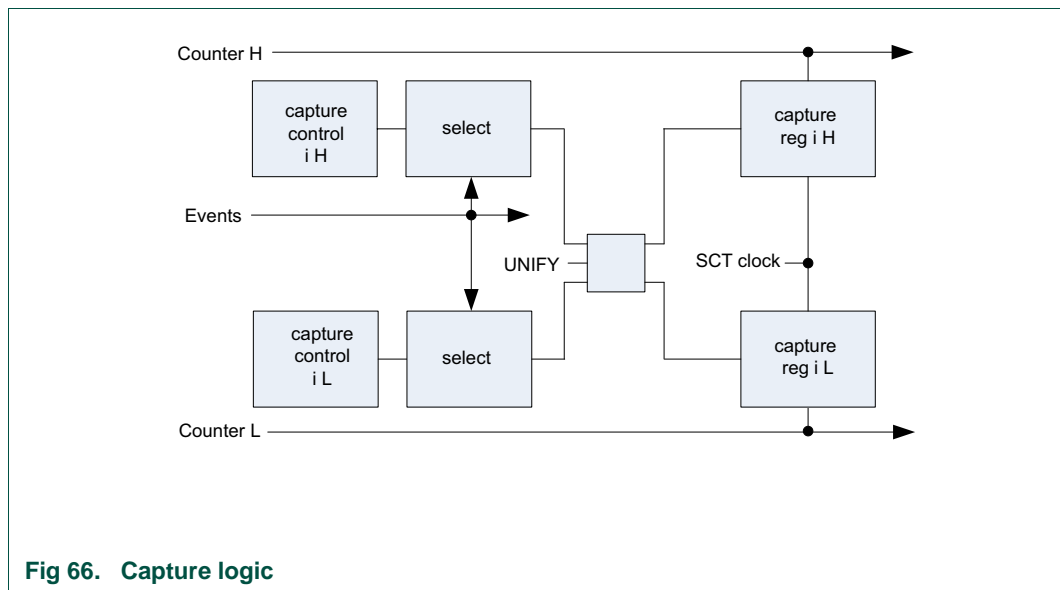 Counter H
capture
control
i H
select
capture
reg i H
Events
UNIFY
SCT clock
capture
control
i L
select
capture
reg i L
Counter L
Fig 66. Capture logic